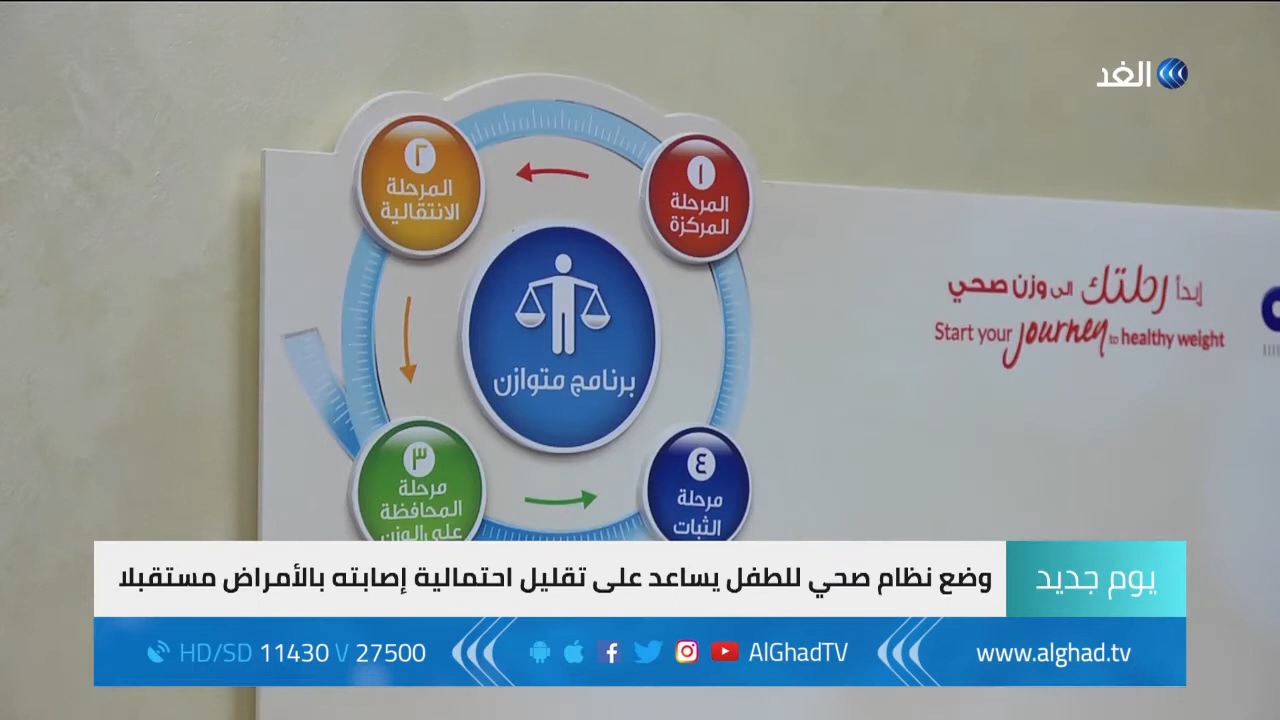 الغد
١
المرحلة
المركزة
٢
المرحلة
الانتقالية
برنامج متوازن
٣
مرحلة
المحافظة
على الوزن
٤
مرحلة
الثبات
إبدأ رحلتك الى وزن صحي
Start your journey to healthy weight
يوم جديد
وضع نظام صحي للطفل يساعد على تقليل احتمالية إصابته بالأمراض مستقبلا
HD/SD 11430 V 27500
AlGhadTV
www.alghad.tv